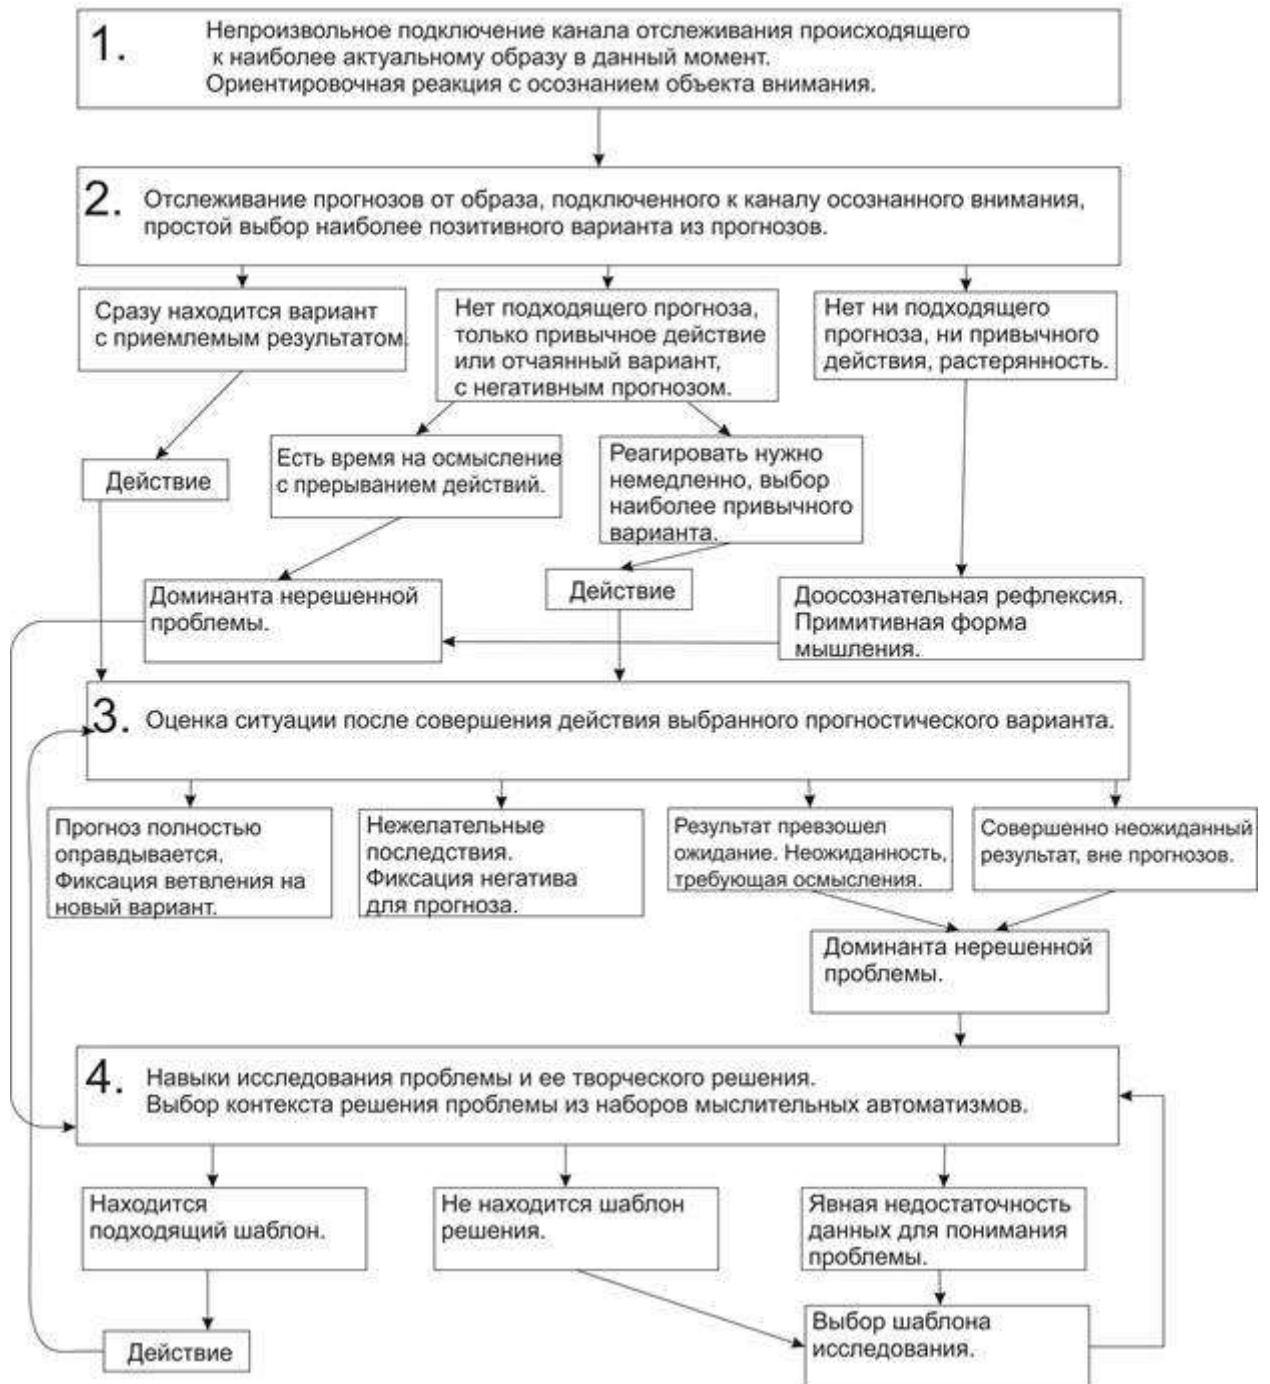 1.
Непроизвольное подключение канала отслеживания происходящего
к наиболее актуальному образу в данный момент.
Ориентировочная реакция с осознанием объекта внимания.
2.
Отслеживание прогнозов от образа, подключенного к каналу осознанного внимания,
простой выбор наиболее позитивного варианта из прогнозов.
Сразу находится вариант
с приемлемым результатом.
Нет подходящего прогноза,
только привычное действие
или отчаянный вариант,
с негативным прогнозом.
Нет ни подходящего
прогноза, ни привычного
действия, растерянность.
Действие
Есть время на осмысление
с прерыванием действий.
Реагировать нужно
немедленно, выбор
наиболее привычного
варианта.
Доминанта нерешенной
проблемы.
Действие
Доосознательная рефлексия.
Примитивная форма
мышления.
3.
Оценка ситуации после совершения действия выбранного прогностического варианта.
Прогноз полностью
оправдывается.
Фиксация ветвления на
новый вариант.
Нежелательные
последствия.
Фиксация негатива
для прогноза.
Результат превзошел
ожидание. Неожиданность,
требующая осмысления.
Совершенно неожиданный
результат, вне прогнозов.
Доминанта нерешенной
проблемы.
4.
Навыки исследования проблемы и ее творческого решения.
Выбор контекста решения проблемы из наборов мыслительных автоматизмов.
Находится
подходящий шаблон.
Не находится шаблон
решения.
Явная недостаточность
данных для понимания
проблемы.
Действие
Выбор шаблона
исследования.